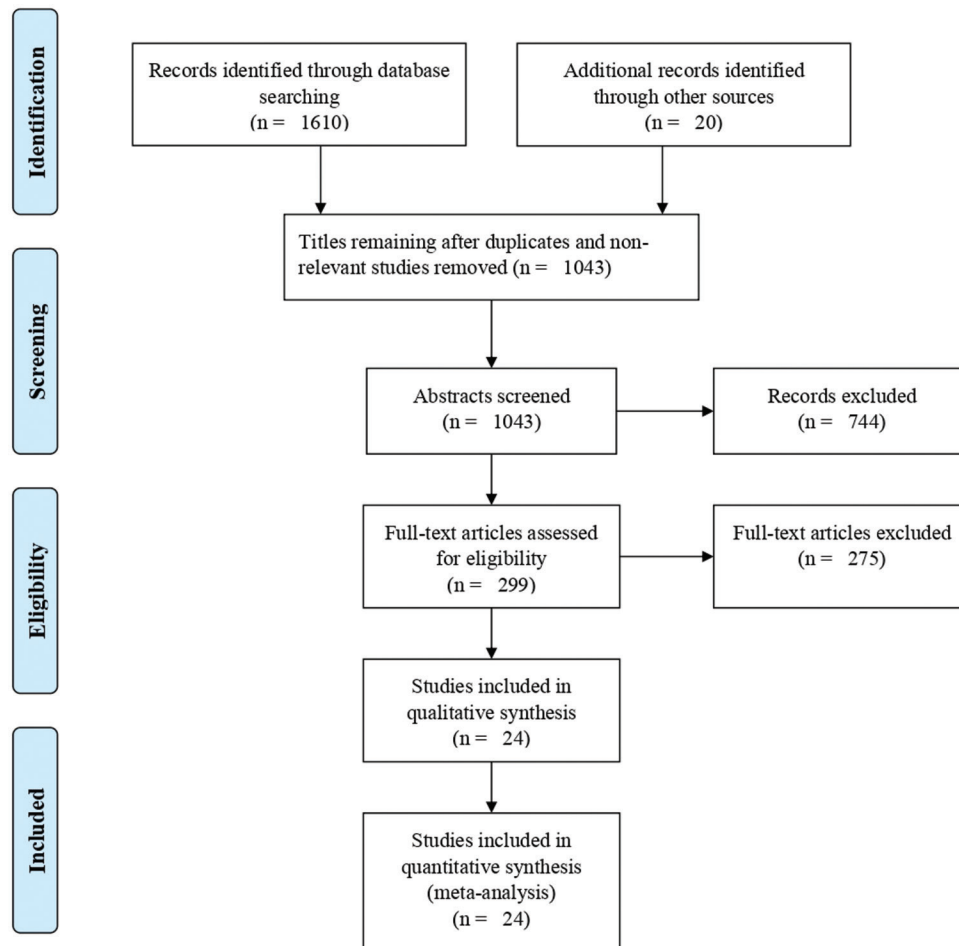 Identification
Records identified through database
searching
(n = 1610)
Additional records identified
through other sources
(n = 20)
Titles remaining after duplicates and non-
relevant studies removed (n = 1043)
Screening
Abstracts screened
(n = 1043)
Records excluded
(n = 744)
Eligibility
Full-text articles assessed
for eligibility
(n = 299)
Full-text articles excluded
(n = 275)
Studies included in
qualitative synthesis
(n = 24)
Included
Studies included in
quantitative synthesis
(meta-analysis)
(n = 24)